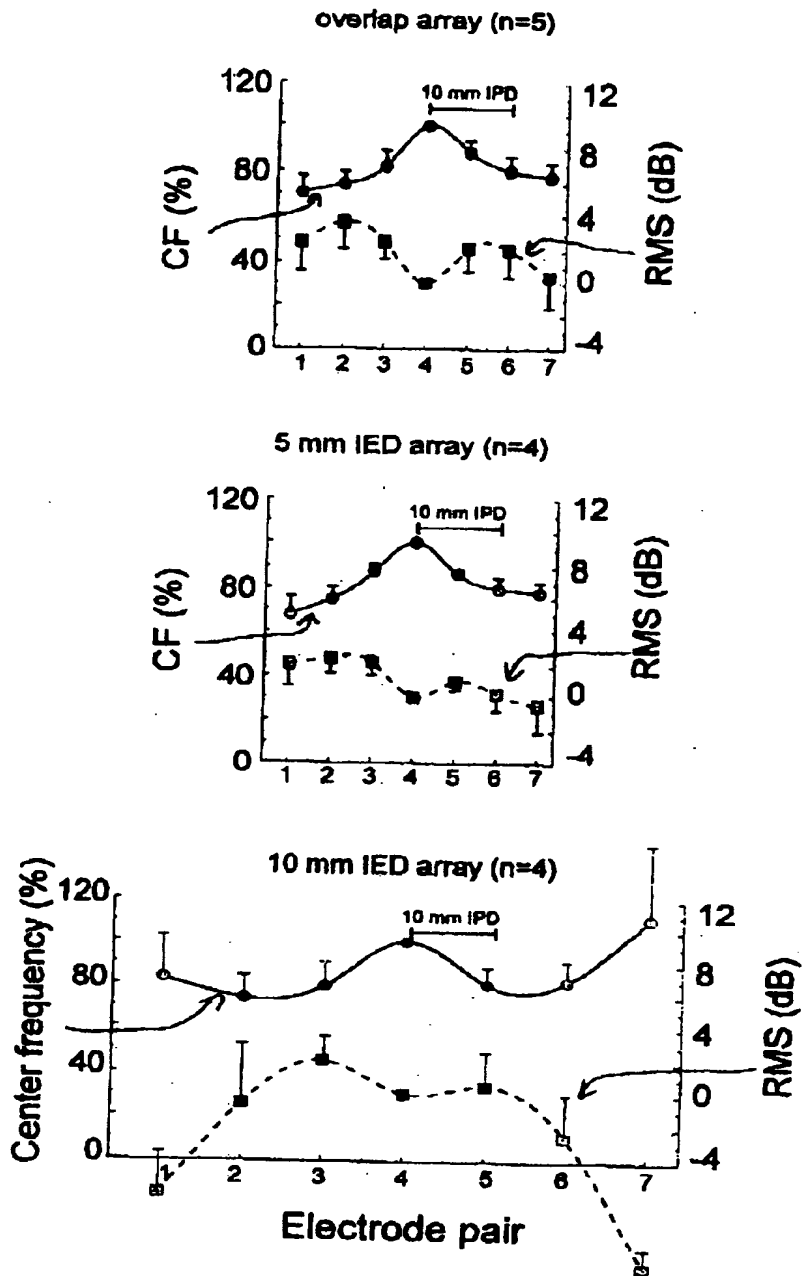 overlap array (n=5)
120
80
40
0
CF (%)
10 mm IPD
12
8
4
0
-4
RMS (dB)
1 2 3 4 5 6 7
5 mm IED array (n=4)
120
80
40
0
CF (%)
10 mm IPD
12
8
4
0
-4
RMS (dB)
1 2 3 4 5 6 7
10 mm IED array (n=4)
120
80
40
0
Center frequency (%)
10 mm IPD
12
8
4
0
-4
RMS (dB)
2 3 4 5 6 7
Electrode pair